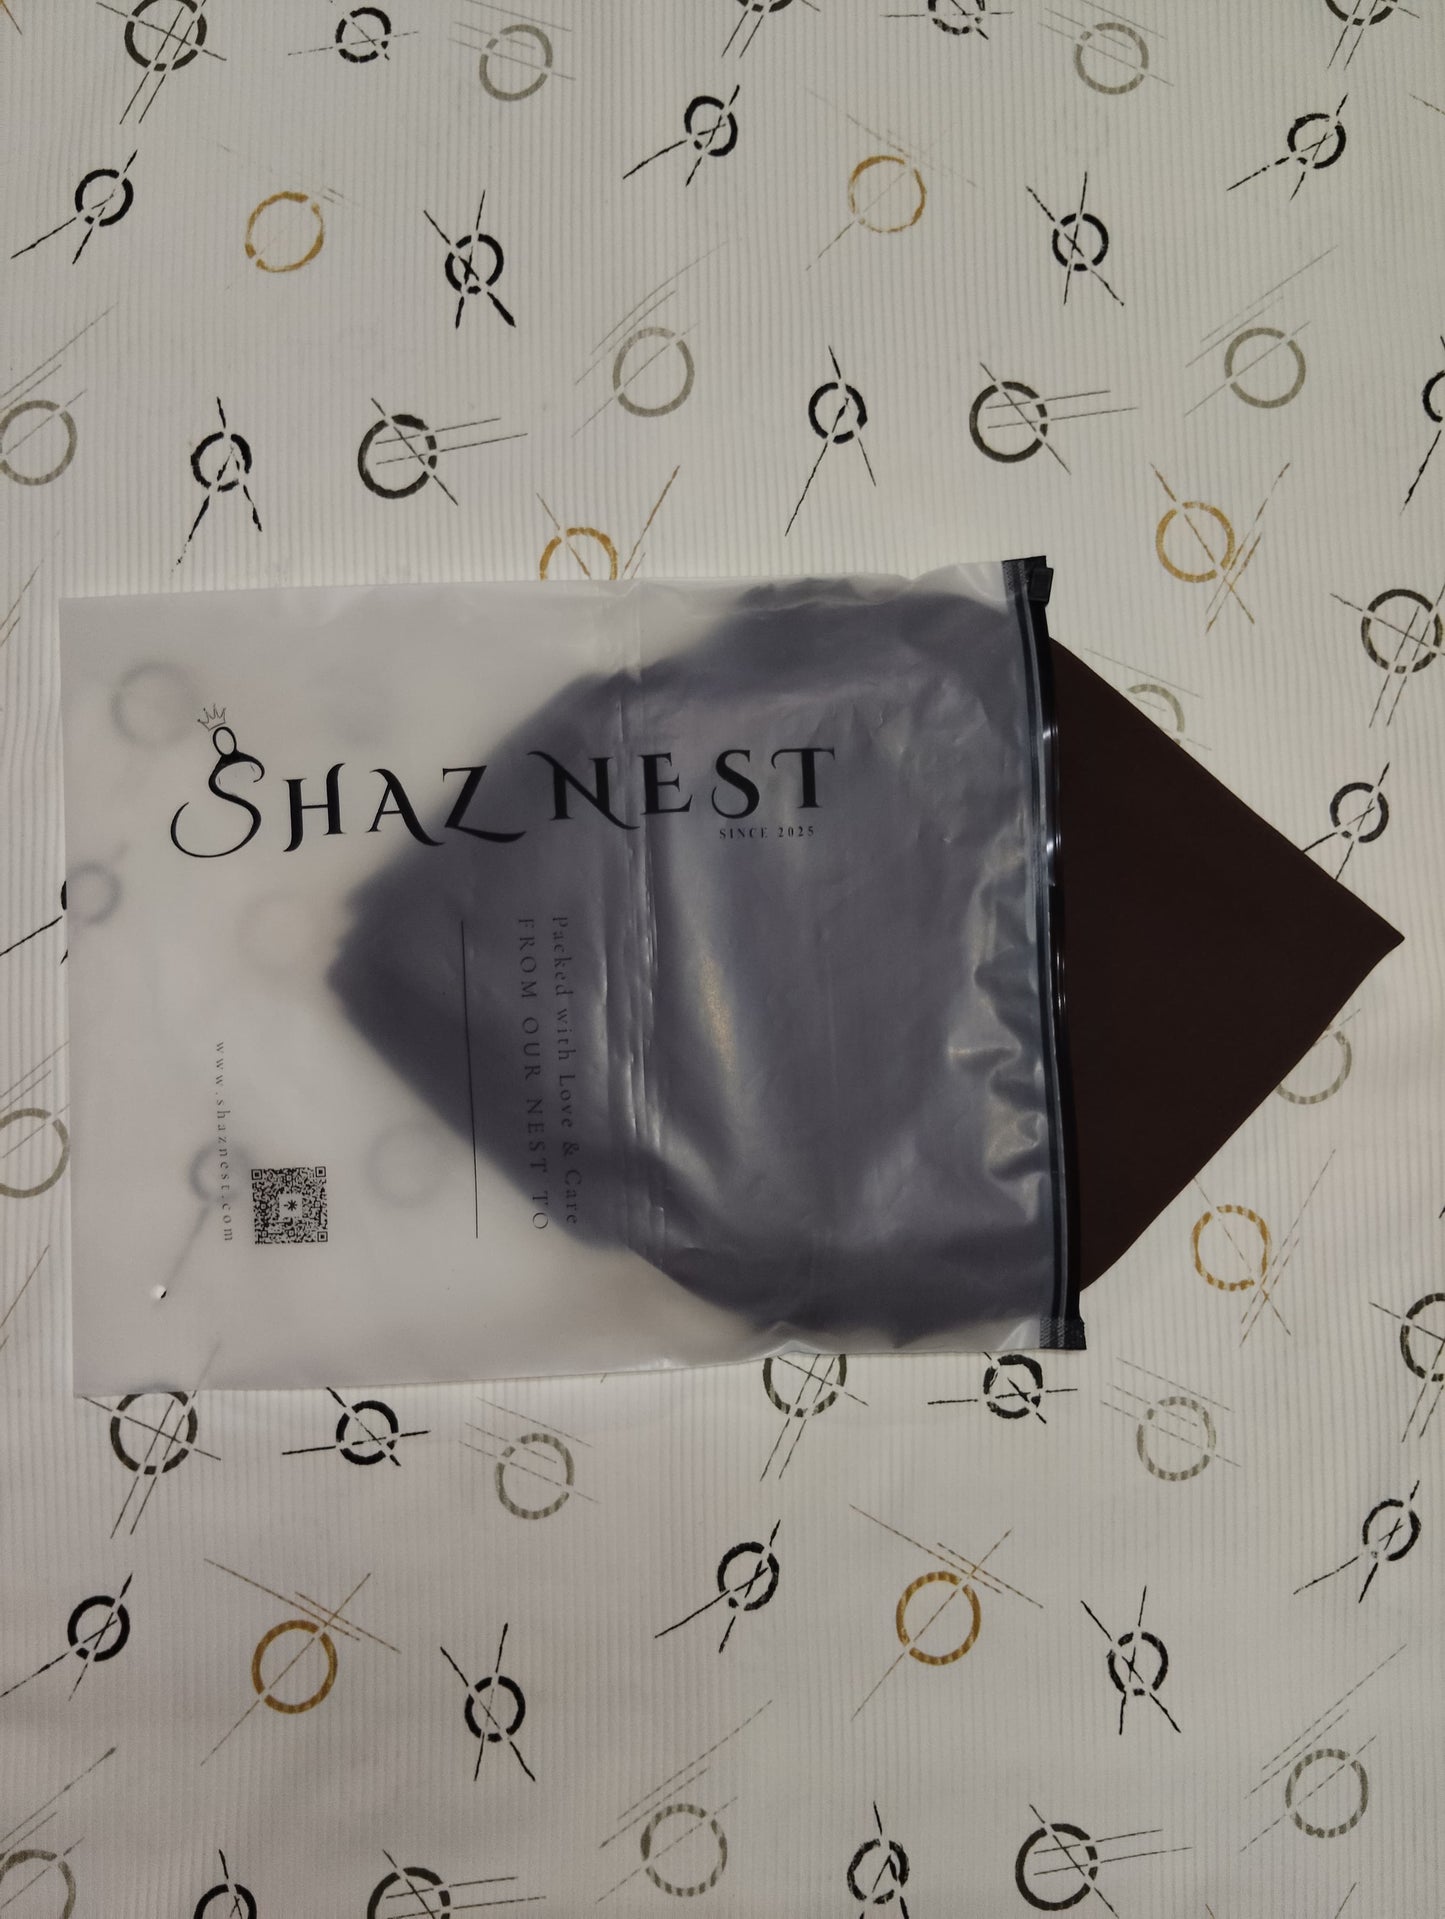 SHAZ NEST
SINCE 2025
Packed with Love & Care
FROM OUR NEST TO
www.shaznest.com